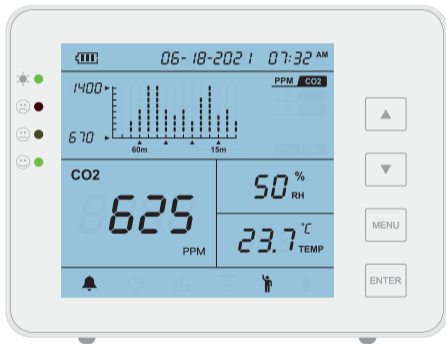 06-18-2021 07:32 AM
PPM CO2
1400
670
60m 15m
CO2
625
PPM
50 % RH
23.7 °C TEMP
MENU
ENTER